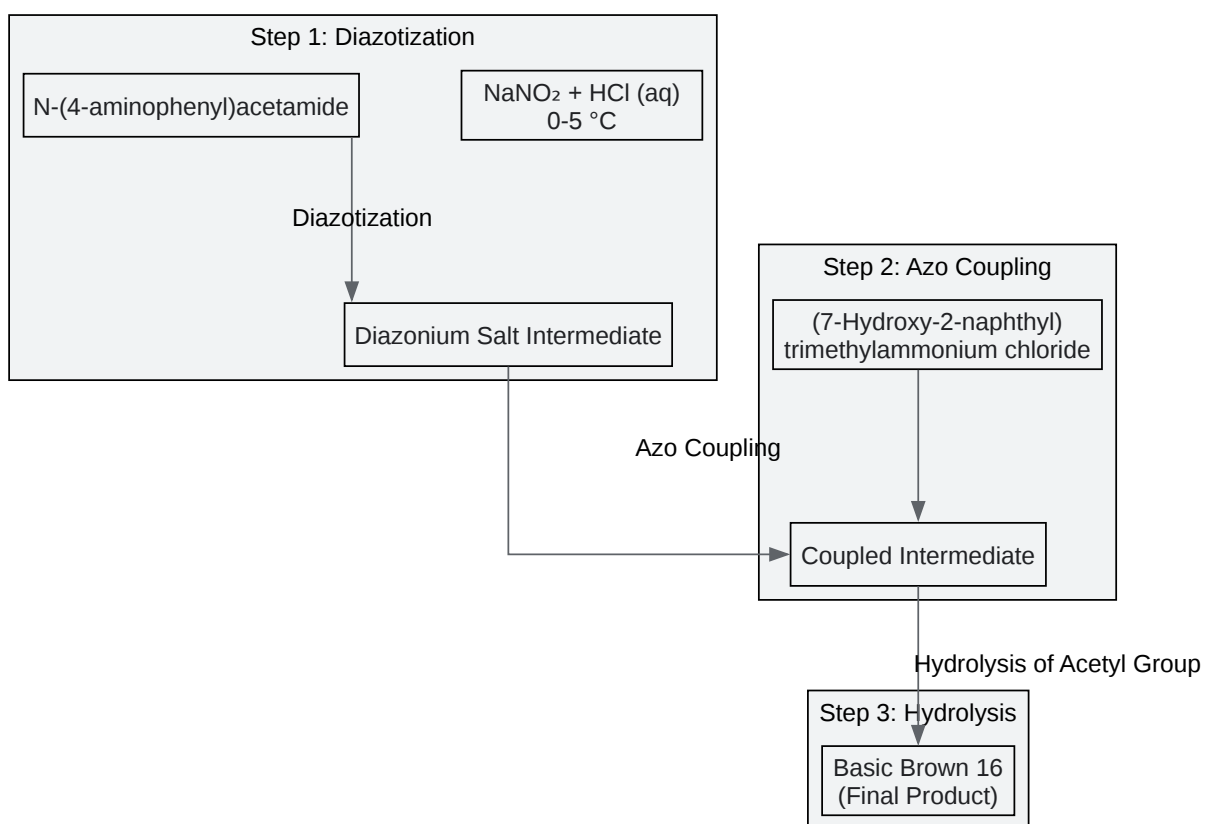 Step 1: Diazotization
N-(4-aminophenyl)acetamide
NaNO₂ + HCl (aq)
0-5 °C
Diazotization
Diazonium Salt Intermediate
Step 2: Azo Coupling
(7-Hydroxy-2-naphthyl)
trimethylammonium chloride
Azo Coupling
Coupled Intermediate
Hydrolysis of Acetyl Group
Step 3: Hydrolysis
Basic Brown 16
(Final Product)